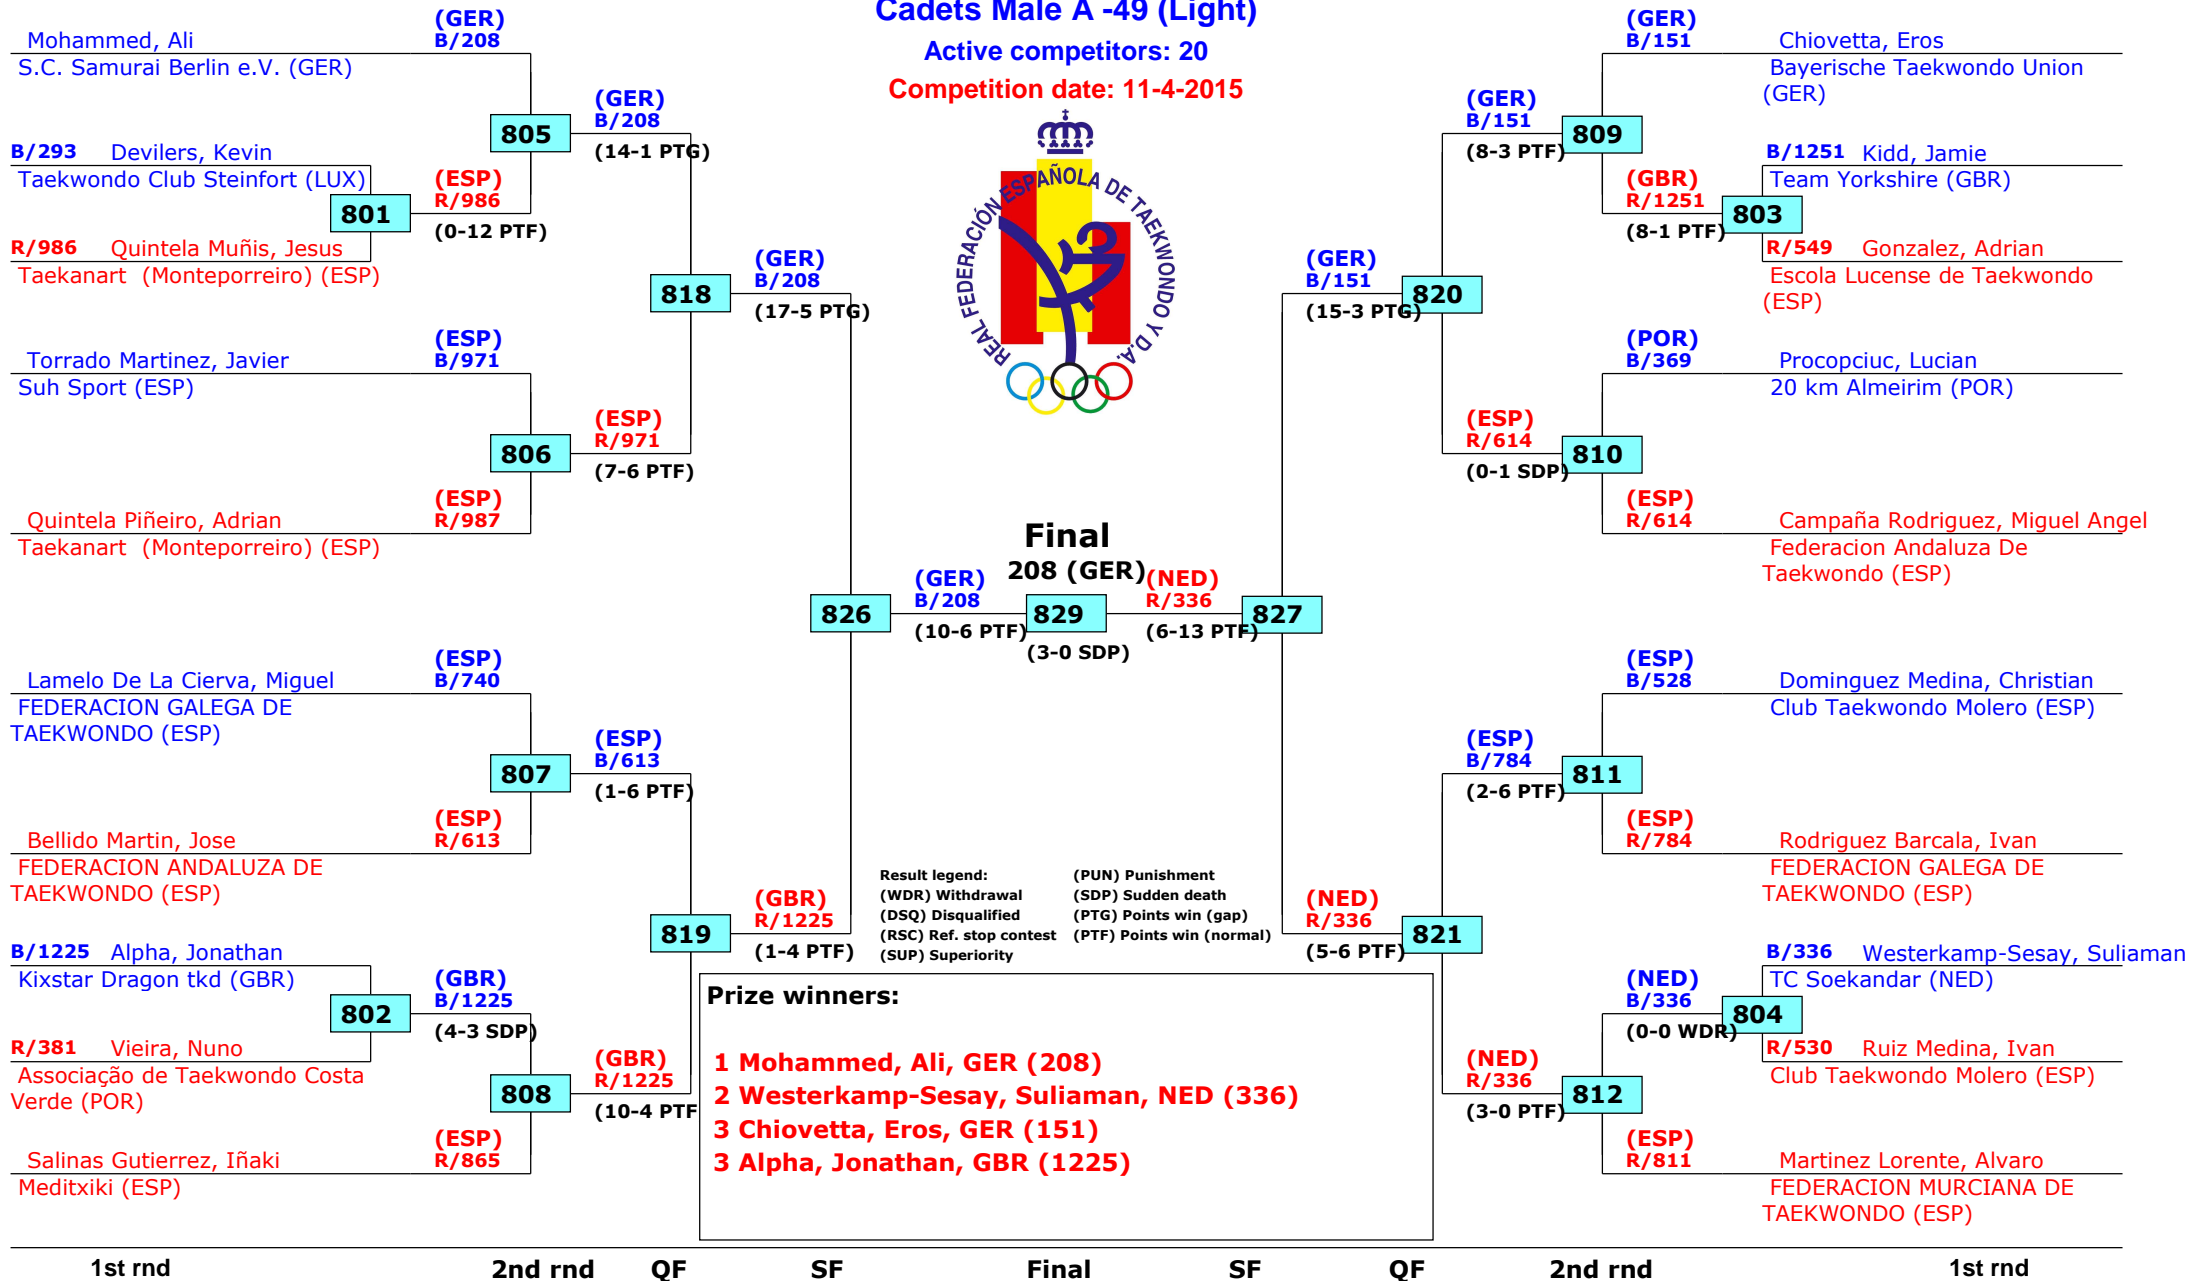 Cadets Male A -49 (Light)
Active competitors: 20
Competition date: 11-4-2015
REAL FEDERACIÓN ESPAÑOLA DE TAEKWONDO Y D.A.
(GER)
B/208
Mohammed, Ali
S.C. Samurai Berlin e.V. (GER)
B/293 Devilers, Kevin
Taekwondo Club Steinfort (LUX)
801
R/986 Quintela Muñis, Jesus
Taekanart (Monteporreiro) (ESP)
(ESP)
R/986
(0-12 PTF)
805
(GER)
B/208
(14-1 PTG)
(ESP)
B/971
Torrado Martinez, Javier
Suh Sport (ESP)
806
(ESP)
R/971
(7-6 PTF)
(ESP)
R/987
Quintela Piñeiro, Adrian
Taekanart (Monteporreiro) (ESP)
818
(GER)
B/208
(17-5 PTG)
(ESP)
B/740
Lamelo De La Cierva, Miguel
FEDERACION GALEGA DE
TAEKWONDO (ESP)
807
(ESP)
B/613
(1-6 PTF)
(ESP)
R/613
Bellido Martin, Jose
FEDERACION ANDALUZA DE
TAEKWONDO (ESP)
819
(GBR)
R/1225
(1-4 PTF)
B/1225 Alpha, Jonathan
Kixstar Dragon tkd (GBR)
802
(GBR)
B/1225
(4-3 SDP)
R/381 Vieira, Nuno
Associação de Taekwondo Costa
Verde (POR)
808
(GBR)
R/1225
(10-4 PTF
(ESP)
R/865
Salinas Gutierrez, Iñaki
Meditxiki (ESP)
826
(GER)
B/208
(10-6 PTF)
Final
208 (GER)
829
(3-0 SDP)
(NED)
R/336
(6-13 PTF)
827
(GER)
B/151
Chiovetta, Eros
Bayerische Taekwondo Union
(GER)
809
(GER)
B/151
(8-3 PTF)
B/1251 Kidd, Jamie
Team Yorkshire (GBR)
803
(GBR)
R/1251
(8-1 PTF)
R/549 Gonzalez, Adrian
Escola Lucense de Taekwondo
(ESP)
820
(GER)
B/151
(15-3 PTG)
(POR)
B/369
Procopciuc, Lucian
20 km Almeirim (POR)
810
(ESP)
R/614
(0-1 SDP)
(ESP)
R/614
Campaña Rodriguez, Miguel Angel
Federacion Andaluza De
Taekwondo (ESP)
(ESP)
B/528
Dominguez Medina, Christian
Club Taekwondo Molero (ESP)
811
(ESP)
B/784
(2-6 PTF)
(ESP)
R/784
Rodriguez Barcala, Ivan
FEDERACION GALEGA DE
TAEKWONDO (ESP)
821
(NED)
R/336
(5-6 PTF)
B/336 Westerkamp-Sesay, Suliaman
TC Soekandar (NED)
804
(NED)
B/336
(0-0 WDR)
R/530 Ruiz Medina, Ivan
Club Taekwondo Molero (ESP)
812
(NED)
R/336
(3-0 PTF)
(ESP)
R/811
Martinez Lorente, Alvaro
FEDERACION MURCIANA DE
TAEKWONDO (ESP)
Result legend:
(WDR) Withdrawal
(DSQ) Disqualified
(RSC) Ref. stop contest
(SUP) Superiority
(PUN) Punishment
(SDP) Sudden death
(PTG) Points win (gap)
(PTF) Points win (normal)
Prize winners:
1 Mohammed, Ali, GER (208)
2 Westerkamp-Sesay, Suliaman, NED (336)
3 Chiovetta, Eros, GER (151)
3 Alpha, Jonathan, GBR (1225)
1st rnd 2nd rnd QF SF Final SF QF 2nd rnd 1st rnd